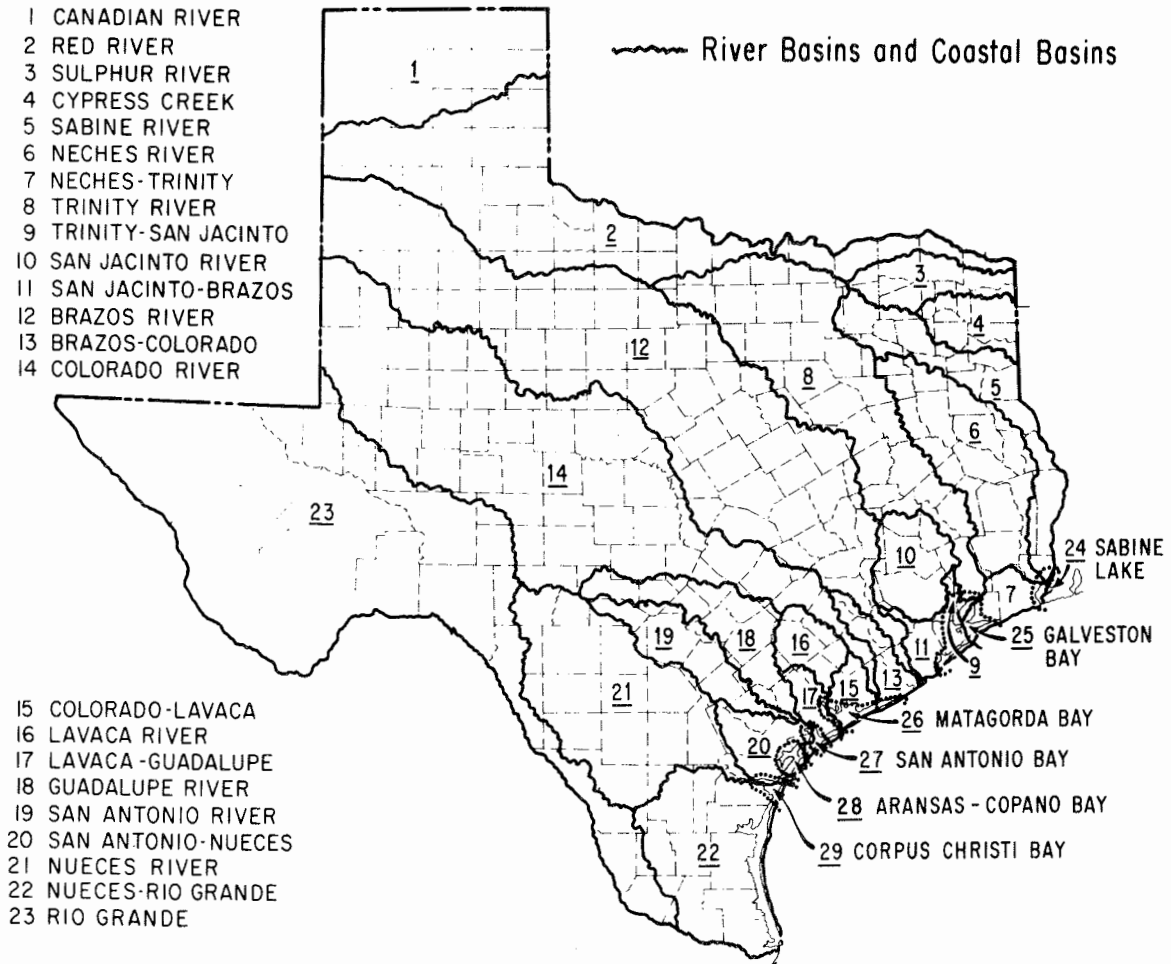 1 CANADIAN RIVER
2 RED RIVER
3 SULPHUR RIVER
4 CYPRESS CREEK
5 SABINE RIVER
6 NECHES RIVER
7 NECHES-TRINITY
8 TRINITY RIVER
9 TRINITY-SAN JACINTO
10 SAN JACINTO RIVER
11 SAN JACINTO-BRAZOS
12 BRAZOS RIVER
13 BRAZOS-COLORADO
14 COLORADO RIVER
River Basins and Coastal Basins
1
2
3
4
12
8
5
6
14
23
10
24 SABINE
LAKE
7
19
18
16
11
25 GALVESTON
BAY
9
21
17
15
13
26 MATAGORDA BAY
20
27 SAN ANTONIO BAY
28 ARANSAS-COPANO BAY
22
29 CORPUS CHRISTI BAY
15 COLORADO-LAVACA
16 LAVACA RIVER
17 LAVACA-GUADALUPE
18 GUADALUPE RIVER
19 SAN ANTONIO RIVER
20 SAN ANTONIO-NUECES
21 NUECES RIVER
22 NUECES-RIO GRANDE
23 RIO GRANDE